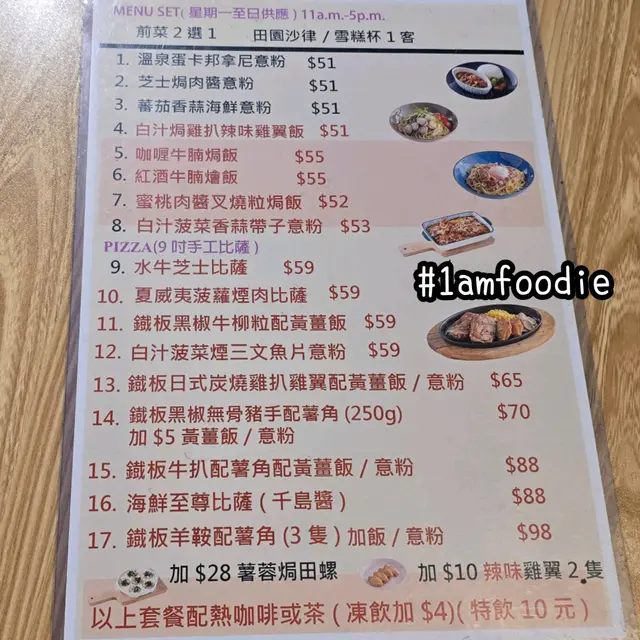 MENU SET( 星期一至日供應 ) 11a.m.-5p.m.
前菜 2 選 1 田園沙律 / 雪糕杯 1 客
1. 溫泉蛋卡邦拿尼意粉 $51
2. 芝士焗肉醬意粉 $51
3. 蕃茄香蒜海鮮意粉 $51
4. 白汁焗雞扒辣味雞翼飯 $51
5. 咖喱牛腩焗飯 $55
6. 紅酒牛腩燴飯 $55
7. 蜜桃肉醬叉燒粒焗飯 $52
8. 白汁菠菜香蒜帶子意粉 $53
PIZZA(9 吋手工比薩 )
9. 水牛芝士比薩 $59
#1amfoodie
10. 夏威夷菠蘿煙肉比薩 $59
11. 鐵板黑椒牛柳粒配黃薑飯 $59
12. 白汁菠菜煙三文魚片意粉 $59
13. 鐵板日式炭燒雞扒雞翼配黃薑飯 / 意粉 $65
14. 鐵板黑椒無骨豬手配薯角 (250g) $70
加 $5 黃薑飯 / 意粉
15. 鐵板牛扒配薯角配黃薑飯 / 意粉 $88
16. 海鮮至尊比薩 ( 千島醬 ) $88
17. 鐵板羊鞍配薯角 (3 隻 ) 加飯 / 意粉 $98
加 $28 薯蓉焗田螺 加 $10 辣味雞翼 2 隻
以上套餐配熱咖啡或茶 ( 凍飲加 $4)( 特飲 10 元 )